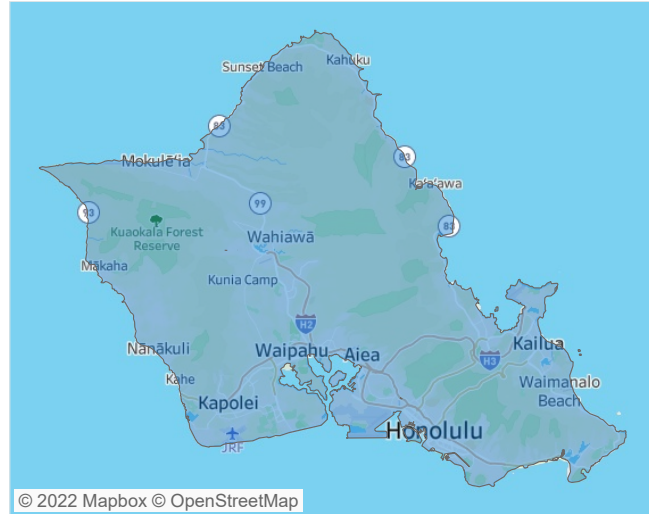 Kahuku
Sunset Beach
83
Mokulē‘ia
83
Ka‘a‘awa
93
99
Kuaokala Forest
Reserve
83
Wahiawā
Mākaha
Kunia Camp
H2
Nānākuli
Waipahu
Aiea
H3
Kailua
Kahe
Waimanalo
Beach
Kapolei
Honolulu
JRF
© 2022 Mapbox © OpenStreetMap